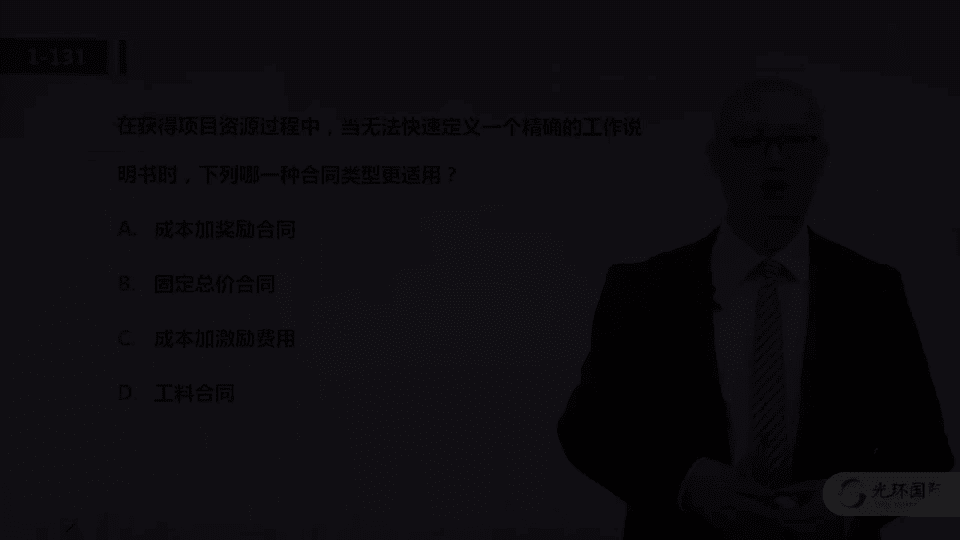 1-131
在获得项目资源过程中，当无法快速定义一个精确的工作说
明书时，下列哪一种合同类型更适用？
A. 成本加奖励合同
B. 固定总价合同
C 成本加激励费用
D 工料合同
光环国际